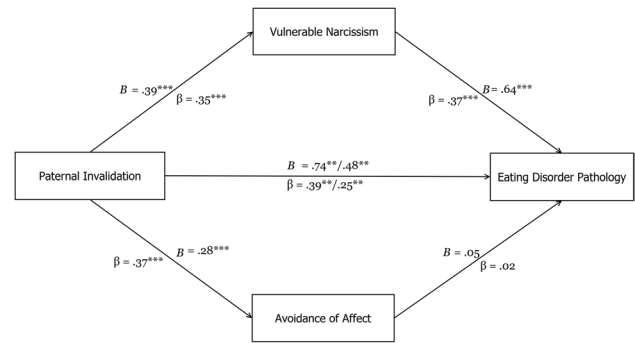 Vulnerable Narcissism
B = .39***
β = .35***
B = .64***
β = .37***
Paternal Invalidation
B = .74**/.48**
β = .39**/.25**
Eating Disorder Pathology
B = .28***
β = .37***
B = .05
β = .02
Avoidance of Affect